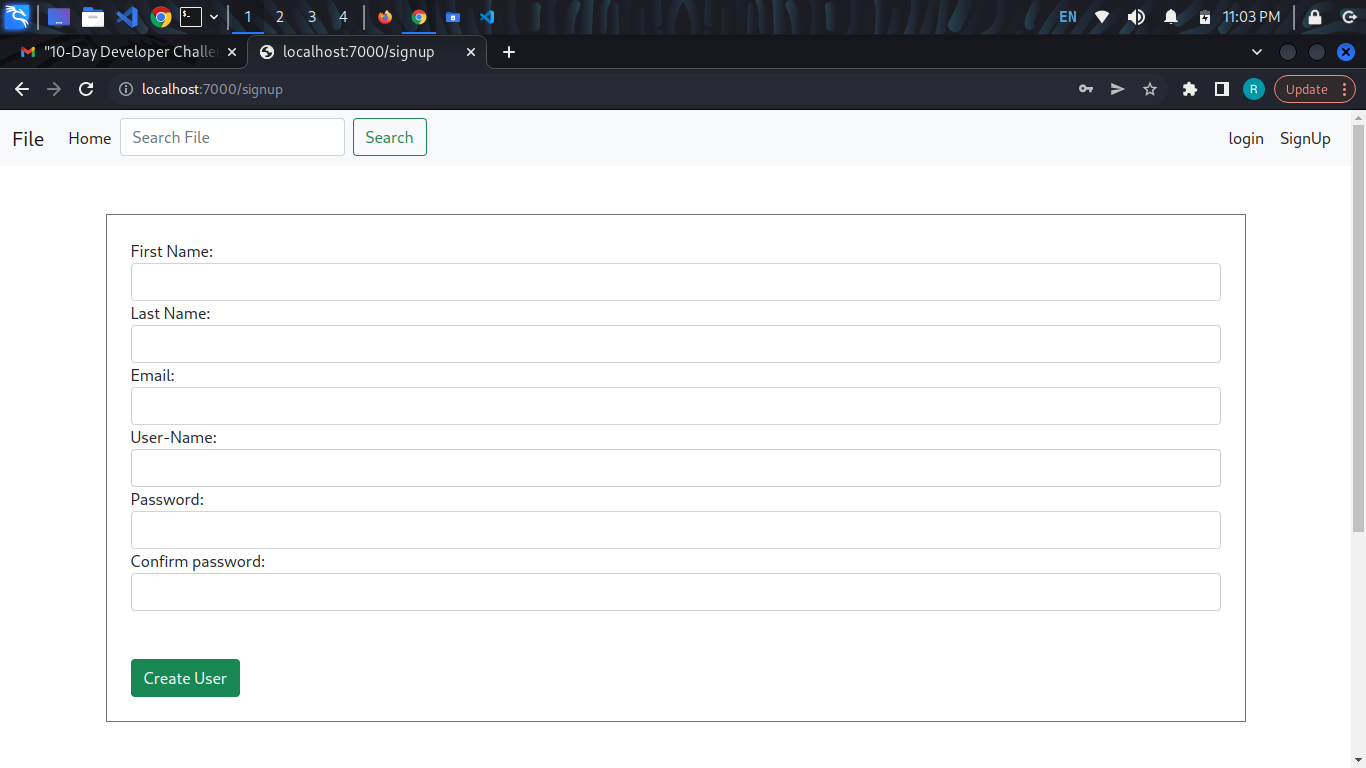 1 2 3 4 EN 11:03 PM
"10-Day Developer Challe localhost:7000/signup
localhost:7000/signup R Update
File Home Search File Search login SignUp
First Name:
Last Name:
Email:
User-Name:
Password:
Confirm password:
Create User